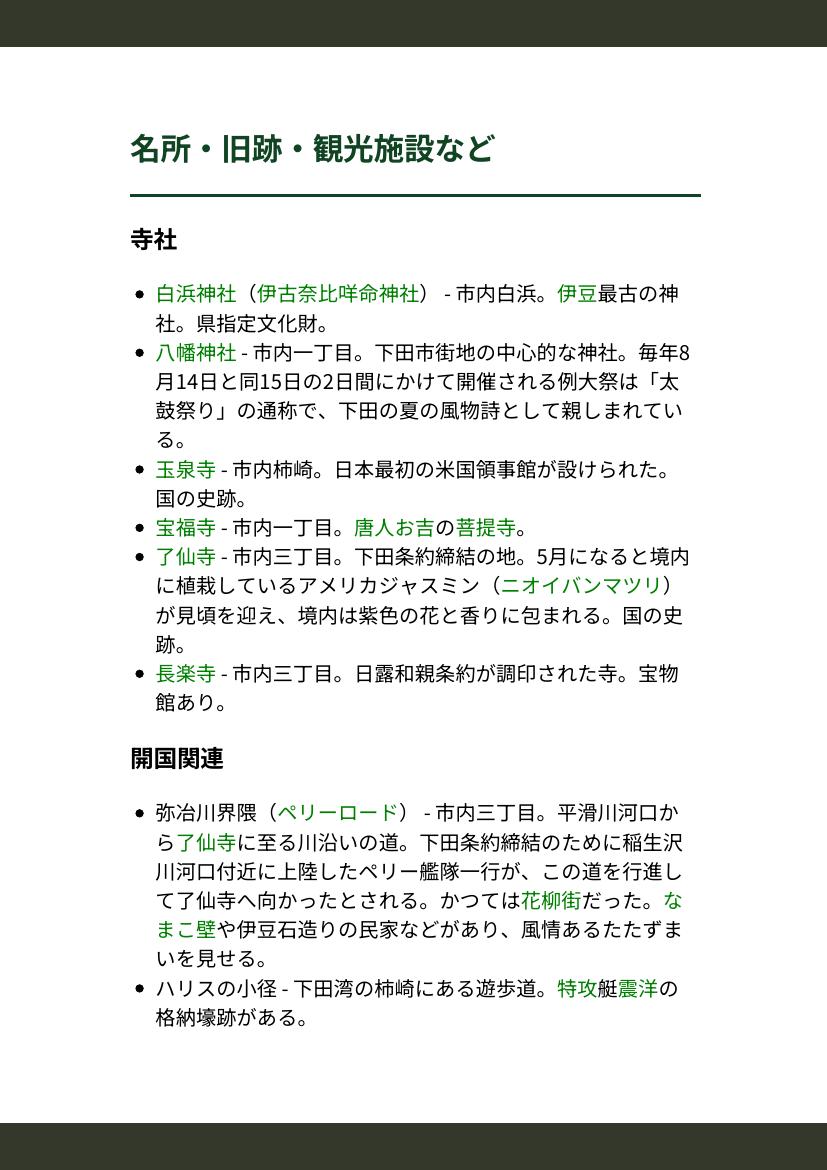 名所・旧跡・観光施設など
寺社
白浜神社（伊古奈比咩命神社） - 市内白浜。伊豆最古の神
社。県指定文化財。
八幡神社 - 市内一丁目。下田市街地の中心的な神社。毎年8
月14日と同15日の2日間にかけて開催される例大祭は「太
鼓祭り」の通称で、下田の夏の風物詩として親しまれてい
る。
玉泉寺 - 市内柿崎。日本最初の米国領事館が設けられた。
国の史跡。
宝福寺 - 市内一丁目。唐人お吉の菩提寺。
了仙寺 - 市内三丁目。下田条約締結の地。5月になると境内
に植栽しているアメリカジャスミン（ニオイバンマツリ）
が見頃を迎え、境内は紫色の花と香りに包まれる。国の史
跡。
長楽寺 - 市内三丁目。日露和親条約が調印された寺。宝物
館あり。
開国関連
弥冶川界隈（ペリーロード） - 市内三丁目。平滑川河口か
ら了仙寺に至る川沿いの道。下田条約締結のために稲生沢
川河口付近に上陸したペリー艦隊一行が、この道を行進し
て了仙寺へ向かったとされる。かつては花柳街だった。な
まこ壁や伊豆石造りの民家などがあり、風情あるたたずま
いを見せる。
ハリスの小径 - 下田湾の柿崎にある遊歩道。特攻艇震洋の
格納壕跡がある。